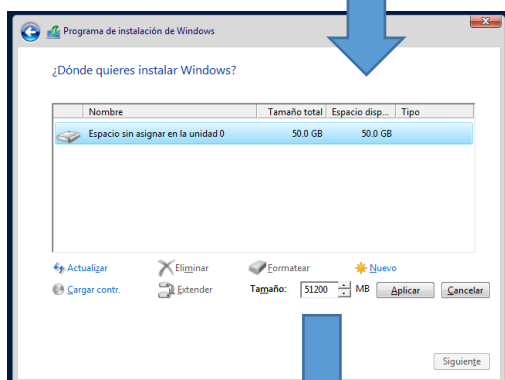 Programa de instalación de Windows
¿Dónde quieres instalar Windows?
Nombre Tamaño total Espacio disp... Tipo
Espacio sin asignar en la unidad 0 50.0 GB 50.0 GB
Actualizar Eliminar Formatear Nuevo
Cargar contr. Extender Tamaño: 51200 MB Aplicar Cancelar
Siguiente